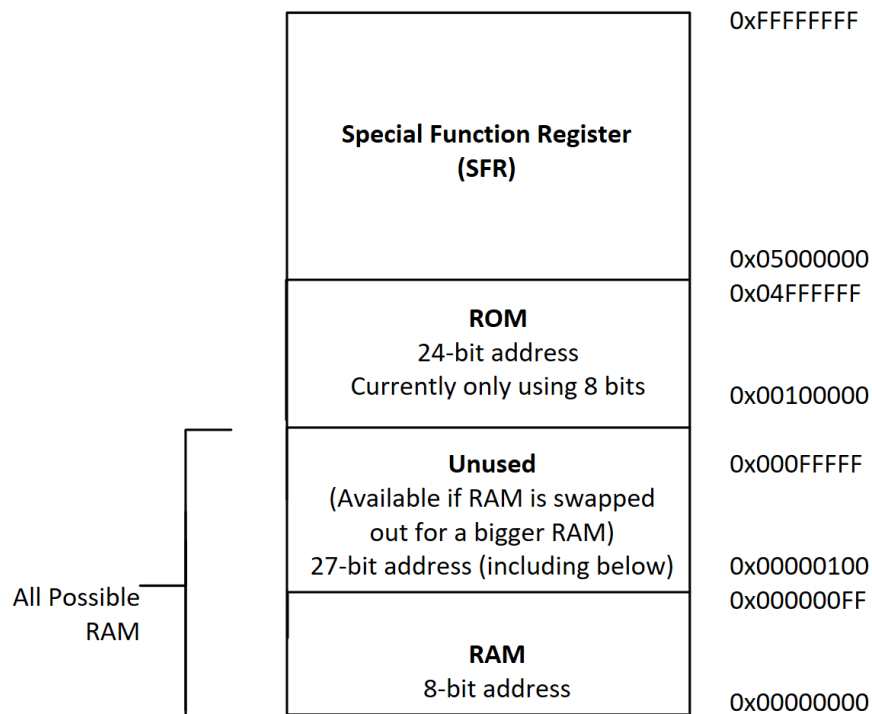 0xFFFFFFFF
Special Function Register
(SFR)
0x05000000
0x04FFFFFF
ROM
24-bit address
Currently only using 8 bits
0x00100000
Unused
0x000FFFFF
(Available if RAM is swapped
out for a bigger RAM)
27-bit address (including below)
0x00000100
All Possible
RAM
0x000000FF
RAM
8-bit address
0x00000000